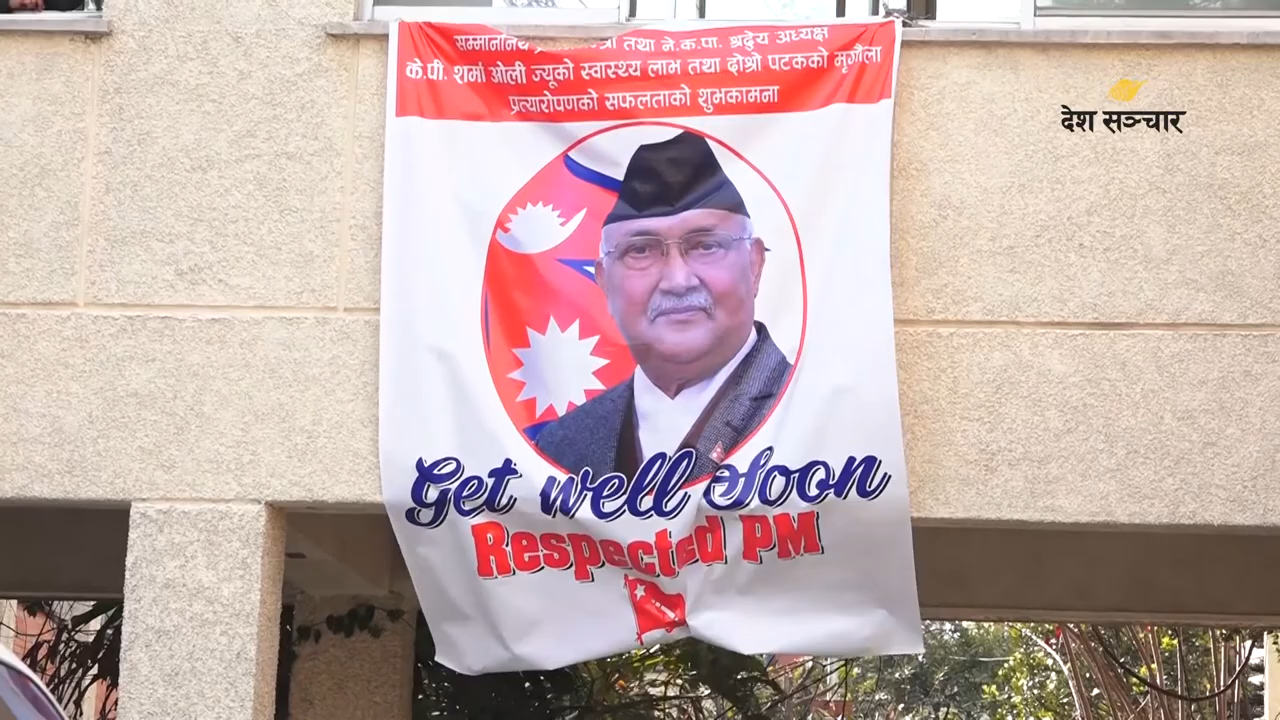 तथा ने.क.पा. श्रद्धेय अध्यक्ष
के.पी. शर्मा ओली ज्यूको स्वास्थ्य लाभ तथा दोश्रो पटकको मृगौला
प्रत्यारोपणको सफलताको शुभकामना
देश सञ्चार
Get well Soon
Respected PM